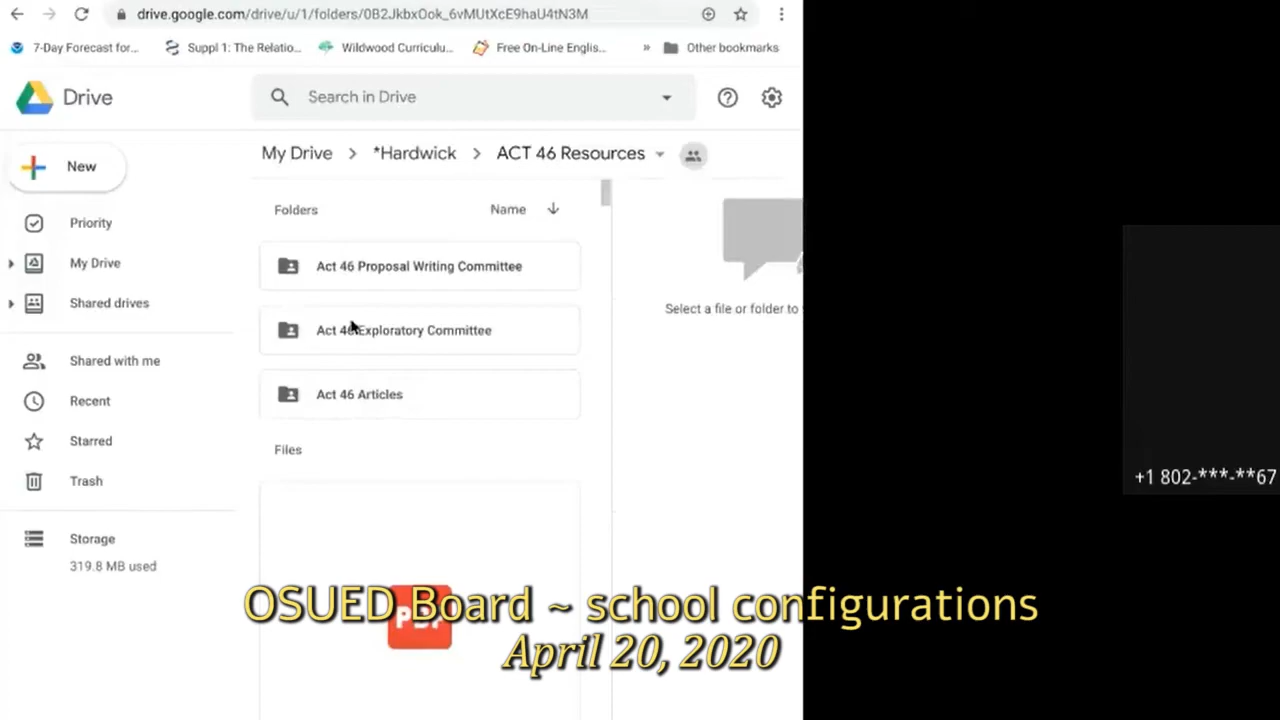 drive.google.com/drive/u/1/folders/0B2JkbxOok_6vMUtXcE9haU4tN3M
7-Day Forecast for... Suppl 1: The Relatio... Wildwood Curriculu... Free On-Line Englis... » Other bookmarks
Drive Search in Drive
My Drive > *Hardwick > ACT 46 Resources
New
Folders Name
Priority
Act 46 Proposal Writing Committee
My Drive
Shared drives
Select a file or folder to
Act 46 Exploratory Committee
Shared with me
Act 46 Articles
Recent
Starred
Files
Trash
+1 802-***-**67
Storage
319.8 MB used
PDF
OSUED Board ~ school configurations
April 20, 2020